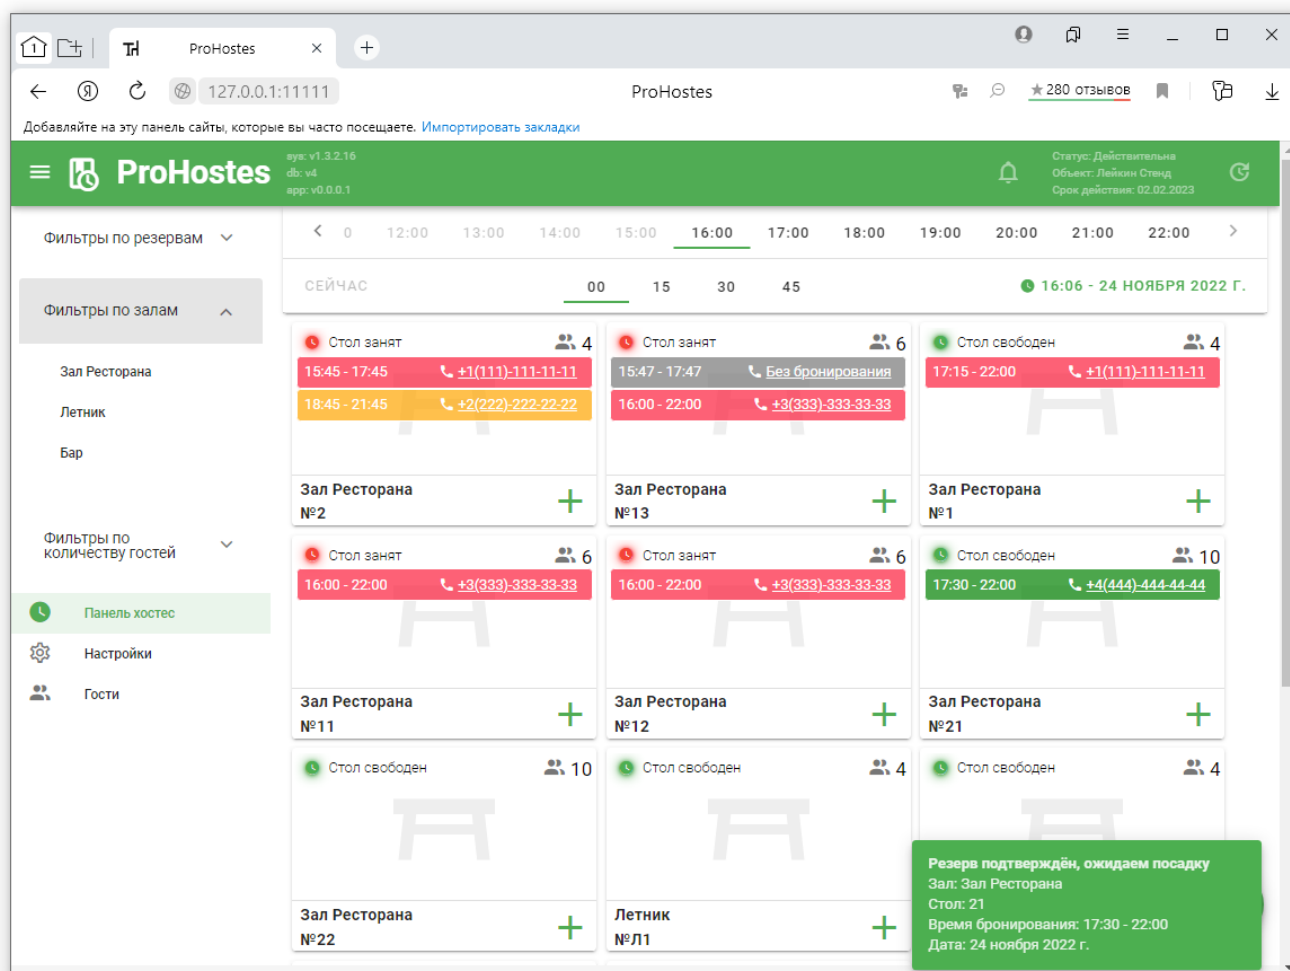 1
TH ProHostes
Я 127.0.0.1:11111 ProHostes 280 отзывов
Добавляйте на эту панель сайты, которые вы часто посещаете. Импортировать закладки
ProHostes
sys: v1.3.2.16
db: v4
app: v0.0.0.1
Статус: Действительна
Объект: Лейкин Стенд
Срок действия: 02.02.2023
Фильтры по резервам
Фильтры по залам
Зал Ресторана
Летник
Бар
Фильтры по
количеству гостей
Панель хостес
Настройки
Гости
0 12:00 13:00 14:00 15:00 16:00 17:00 18:00 19:00 20:00 21:00 22:00
СЕЙЧАС 00 15 30 45 16:06 - 24 НОЯБРЯ 2022 Г.
Стол занят 4
15:45 - 17:45 +1(111)-111-11-11
18:45 - 21:45 +2(222)-222-22-22
Зал Ресторана
№2
Стол занят 6
15:47 - 17:47 Без бронирования
16:00 - 22:00 +3(333)-333-33-33
Зал Ресторана
№13
Стол свободен 4
17:15 - 22:00 +1(111)-111-11-11
Зал Ресторана
№1
Стол занят 6
16:00 - 22:00 +3(333)-333-33-33
Зал Ресторана
№11
Стол занят 6
16:00 - 22:00 +3(333)-333-33-33
Зал Ресторана
№12
Стол свободен 10
17:30 - 22:00 +4(444)-444-44-44
Зал Ресторана
№21
Стол свободен 10
Зал Ресторана
№22
Стол свободен 4
Летник
№Л1
Стол свободен 4
Резерв подтверждён, ожидаем посадку
Зал: Зал Ресторана
Стол: 21
Время бронирования: 17:30 - 22:00
Дата: 24 ноября 2022 г.